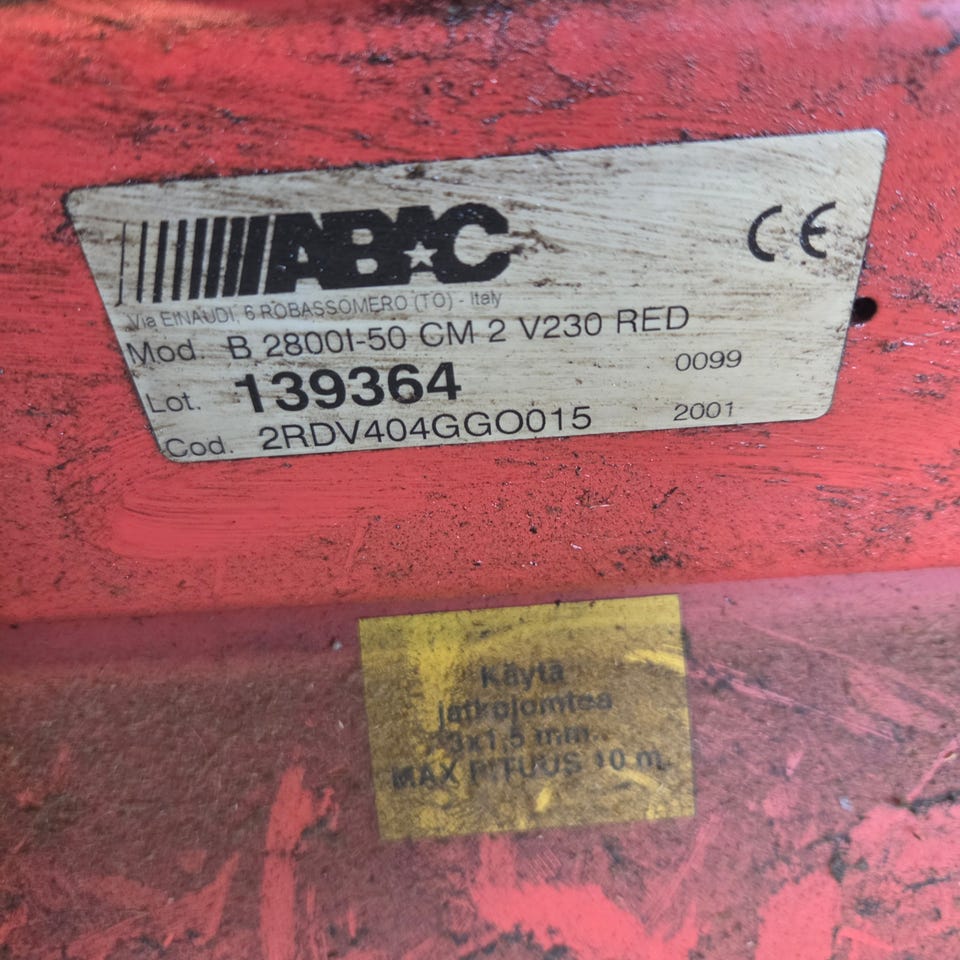 ABAC
CE
Via EINAUDI, 6 ROBASSOMERO (TO) - Italy
Mod. B 2800I-50 CM 2 V230 RED
Lot. 139364 0099
Cod. 2RDV404GGO015 2001
Käytä
jatkojomtea
3x1,5 mm.
MAX PITUUS 10 m.